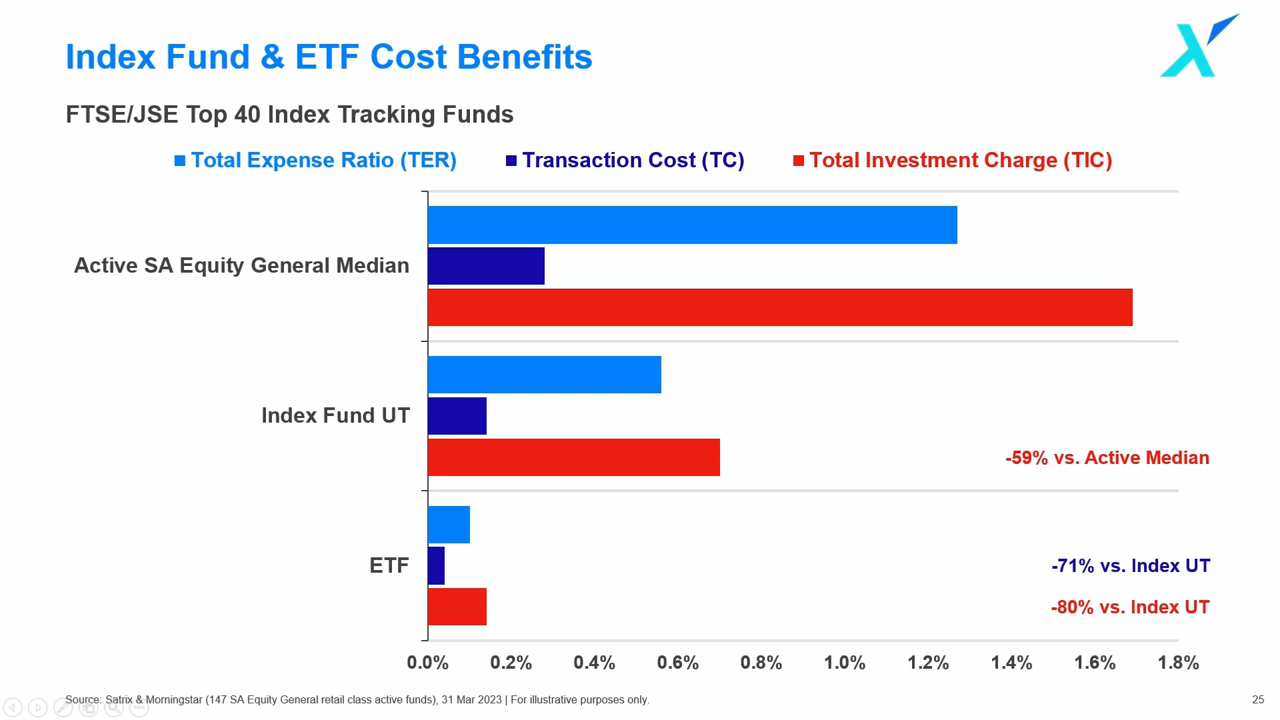 Index Fund & ETF Cost Benefits
FTSE/JSE Top 40 Index Tracking Funds
Total Expense Ratio (TER) Transaction Cost (TC) Total Investment Charge (TIC)
Active SA Equity General Median
Index Fund UT
-59% vs. Active Median
ETF
-71% vs. Index UT
-80% vs. Index UT
0.0% 0.2% 0.4% 0.6% 0.8% 1.0% 1.2% 1.4% 1.6% 1.8%
Source: Satrix & Morningstar (147 SA Equity General retail class active funds), 31 Mar 2023 | For illustrative purposes only.
25